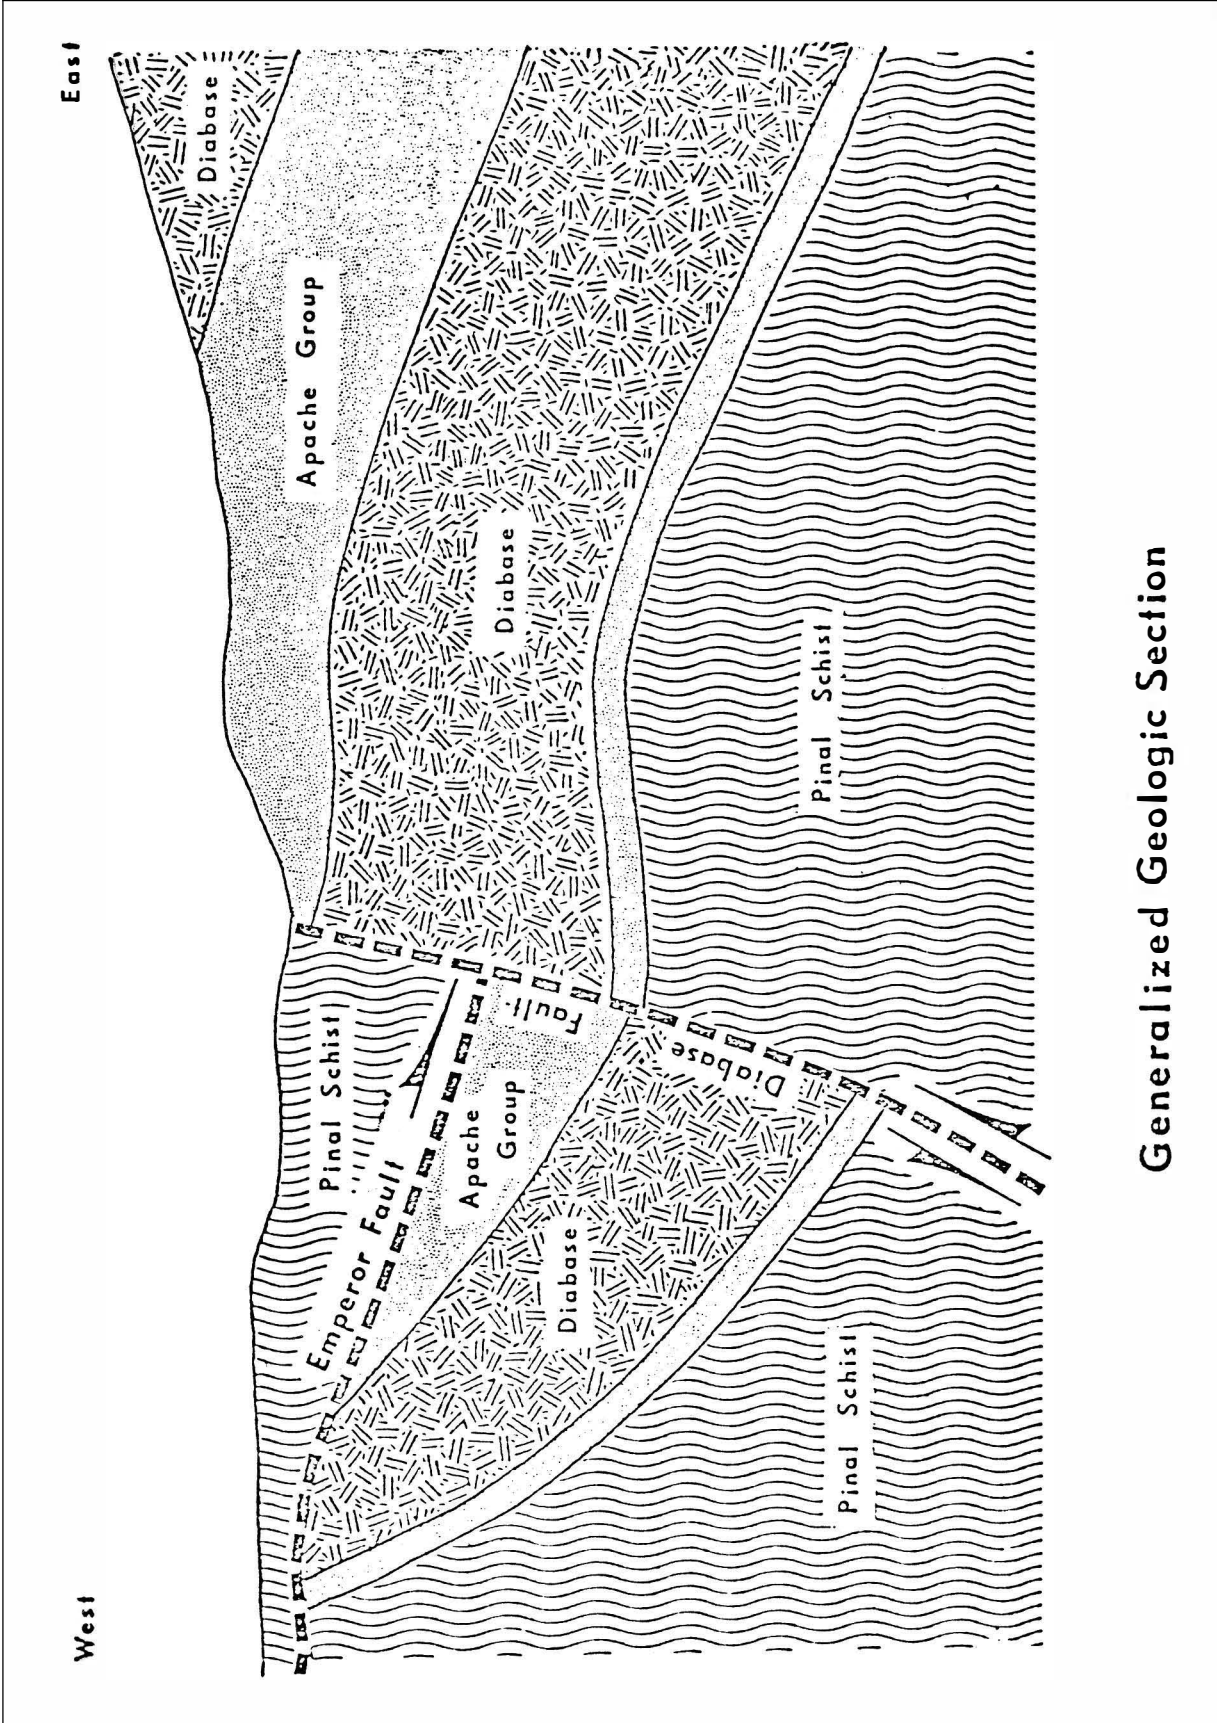 West
East
Diabase
Apache Group
Pinal Schist
Emperor Fault
Apache
Group
Diabase
Fault
Diabase
Diabase
Pinal Schist
Pinal Schist
Generalized Geologic Section